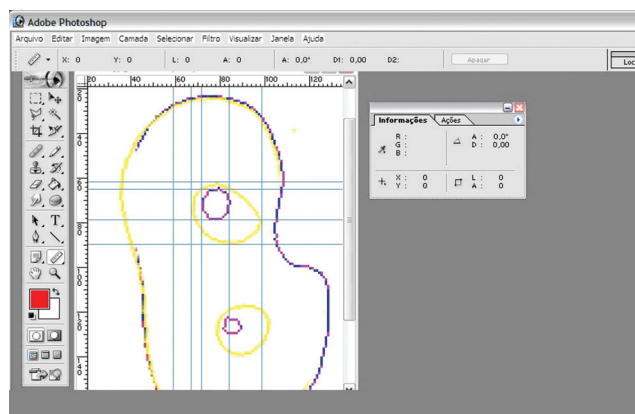 Adobe Photoshop
Arquivo Editar Imagem Camada Selecionar Filtro Visualizar Janela Ajuda
X: 0 Y: 0 L: 0 A: 0 A: 0,0° D1: 0,00 D2: Apagar
Loc
20 40 60 80 100 120
Informações Ações
R : A : 0,0°
G : D : 0,00
B :
X : 0 L : 0
Y : 0 A : 0
T